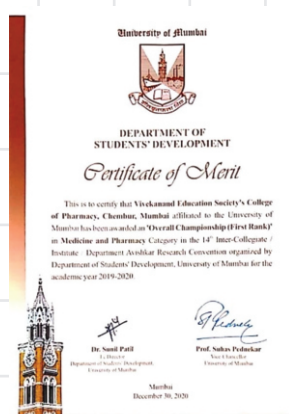 University of Mumbai
DEPARTMENT OF
STUDENTS' DEVELOPMENT
Certificate of Merit
This is to certify that Vivekanand Education Society's College
of Pharmacy, Chembur, Mumbai affiliated to the University of
Mumbai has been awarded as 'Overall Championship (First Rank)'
in Medicine and Pharmacy Category in the 14th Inter-Collegiate /
Institute / Department Avishkar Research Convention organized by
Department of Students' Development, University of Mumbai for the
academic year 2019-2020.
Dr. Sunil Patil
Prof. Suhas Pednekar
I/c Director
Vice Chancellor
Department of Students' Development,
University of Mumbai
University of Mumbai
Mumbai
December 30, 2020